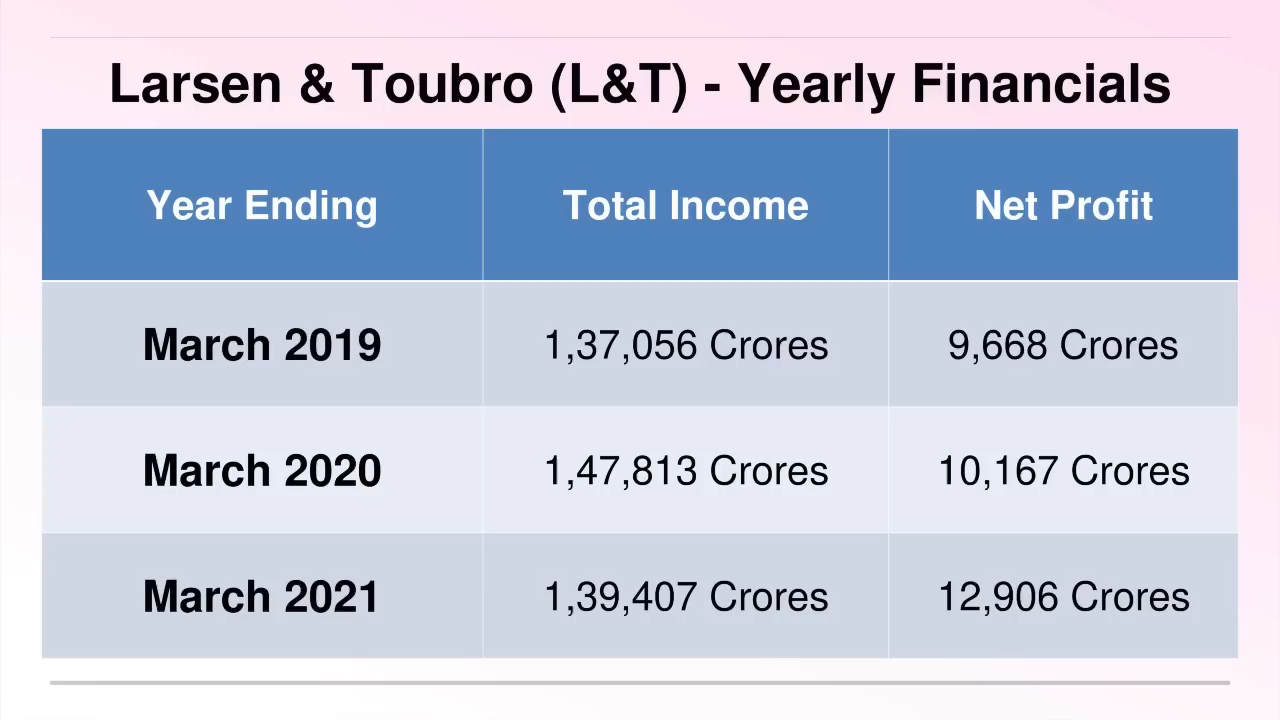 Larsen & Toubro (L&T) - Yearly Financials
Year Ending Total Income Net Profit
March 2019 1,37,056 Crores 9,668 Crores
March 2020 1,47,813 Crores 10,167 Crores
March 2021 1,39,407 Crores 12,906 Crores